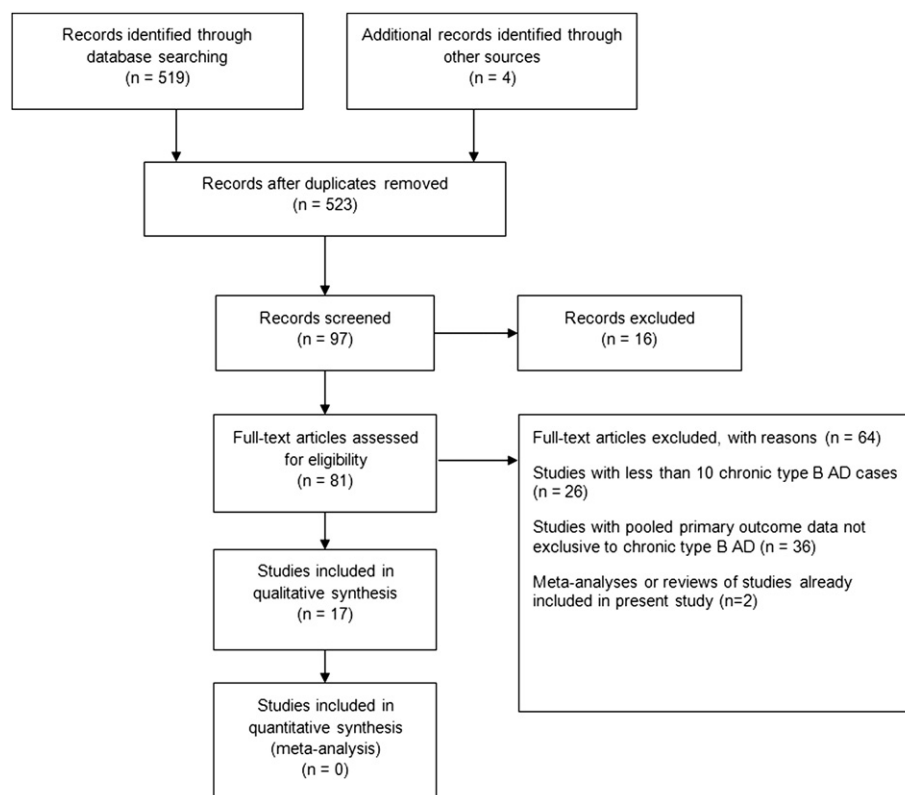 Records identified through
database searching
(n = 519)
Additional records identified through
other sources
(n = 4)
Records after duplicates removed
(n = 523)
Records screened
(n = 97)
Records excluded
(n = 16)
Full-text articles assessed
for eligibility
(n = 81)
Full-text articles excluded, with reasons (n = 64)
Studies with less than 10 chronic type B AD cases
(n = 26)
Studies with pooled primary outcome data not
exclusive to chronic type B AD (n = 36)
Meta-analyses or reviews of studies already
included in present study (n=2)
Studies included in
qualitative synthesis
(n = 17)
Studies included in
quantitative synthesis
(meta-analysis)
(n = 0)